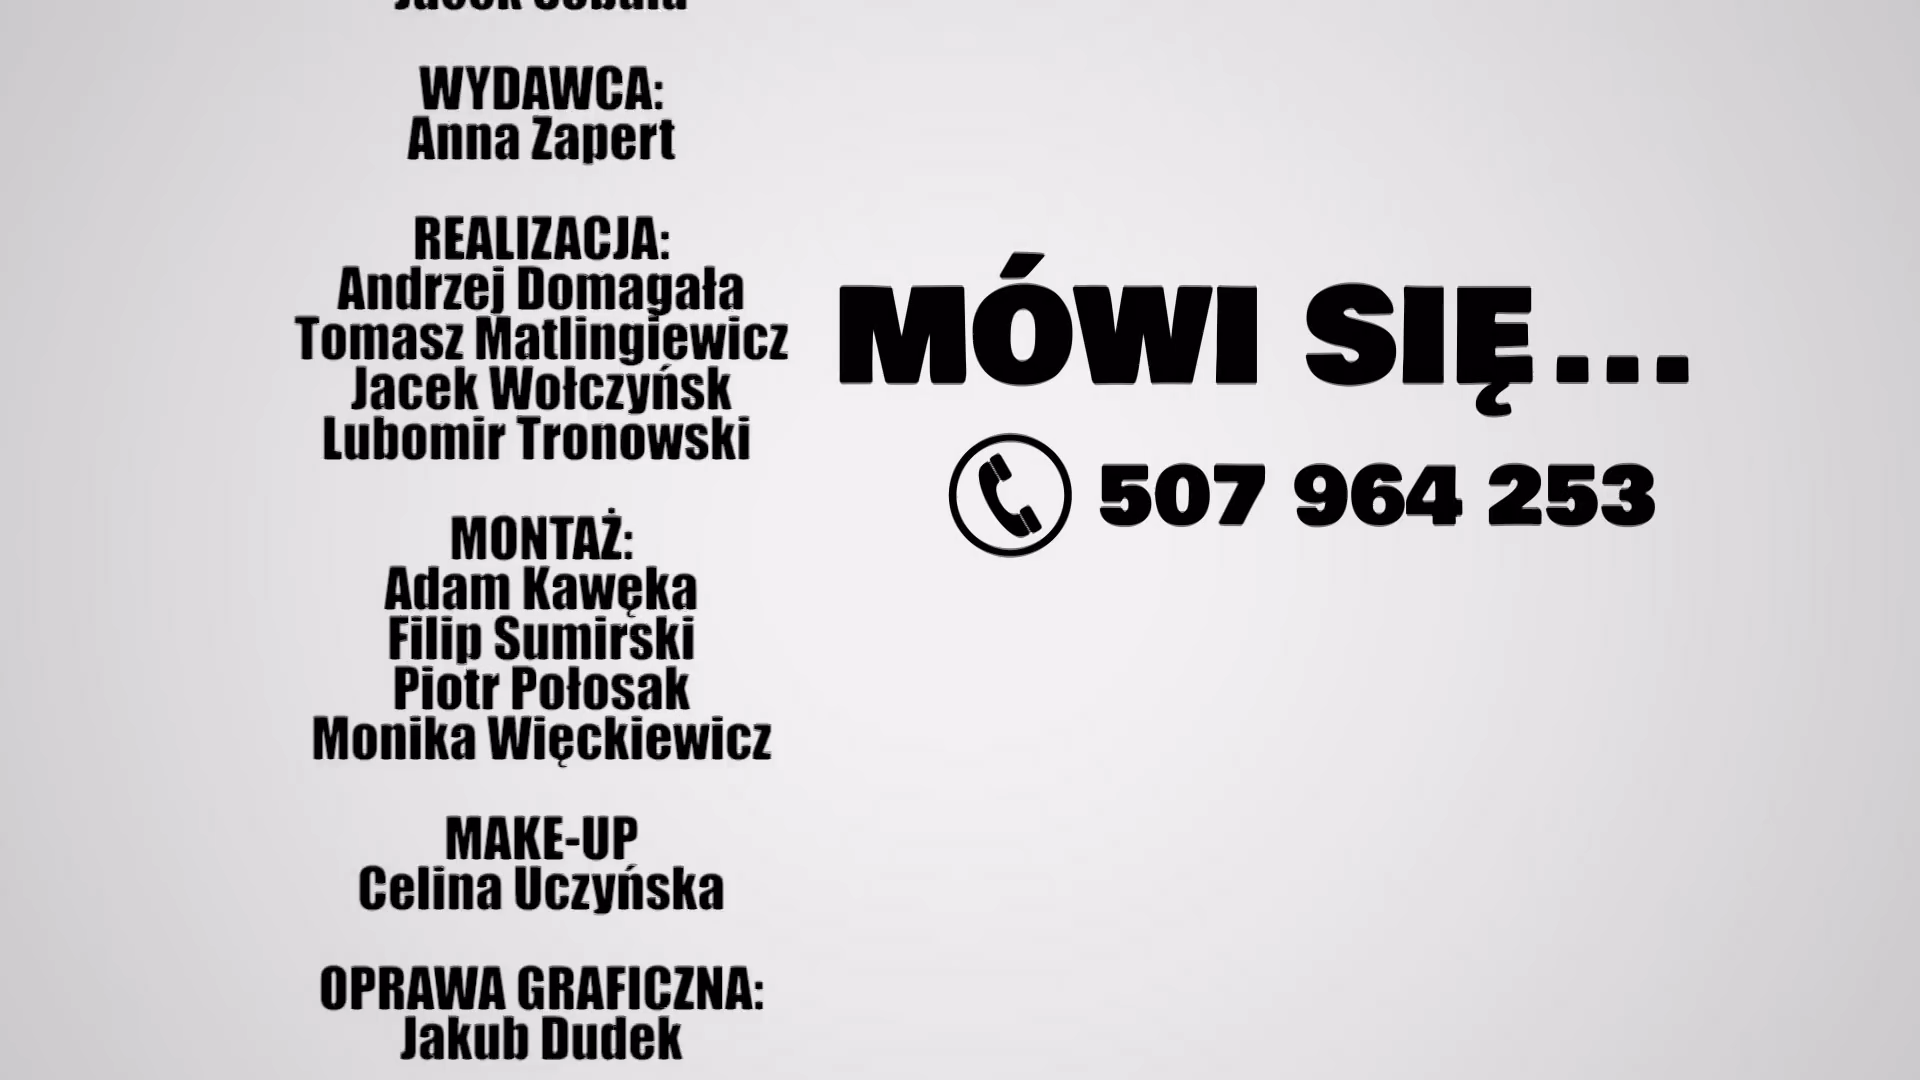 WYDAWCA:
Anna Zapert
REALIZACJA:
Andrzej Domagała
Tomasz Matlingiewicz
Jacek Wołczyńsk
Lubomir Tronowski
MONTAŻ:
Adam Kawęka
Filip Sumirski
Piotr Połosak
Monika Więckiewicz
MAKE-UP
Celina Uczyńska
OPRAWA GRAFICZNA:
Jakub Dudek
MÓWI SIĘ...
507 964 253